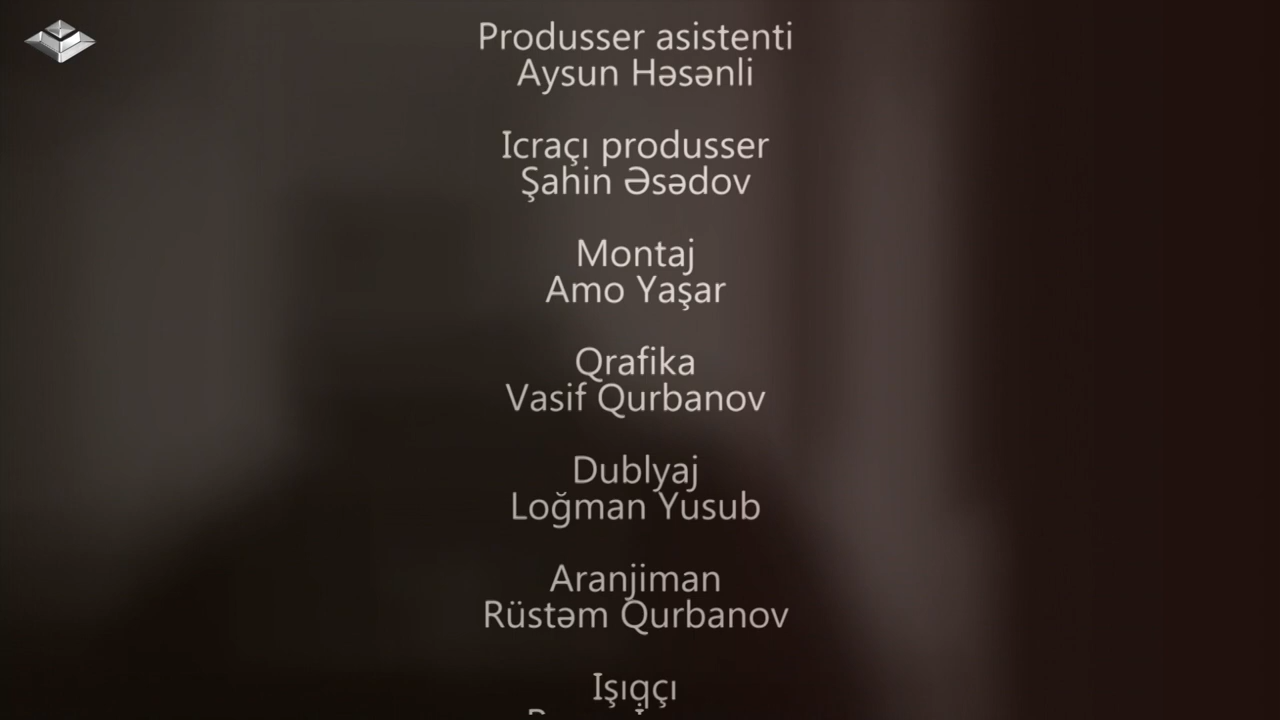 Produsser asistenti
Aysun Həsənli
Icraçı produsser
Şahin Əsədov
Montaj
Amo Yaşar
Qrafika
Vasif Qurbanov
Dublyaj
Loğman Yusub
Aranjiman
Rüstəm Qurbanov
Işıqçı